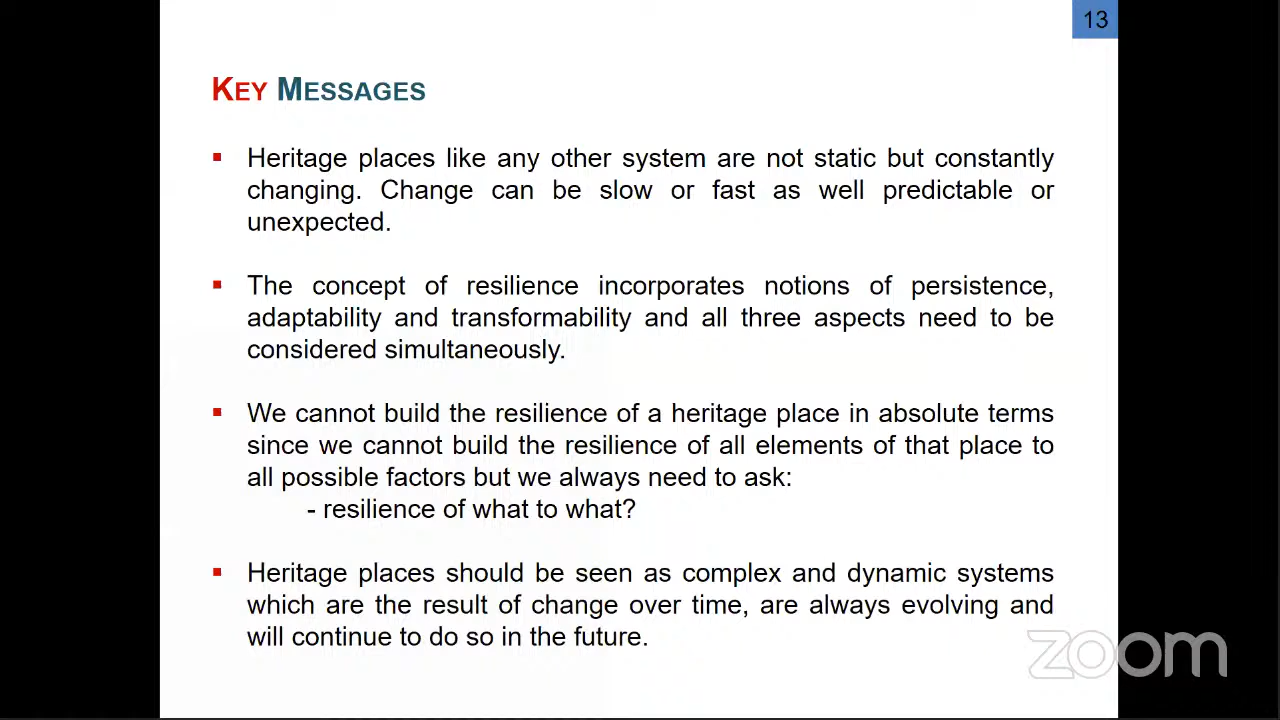 13
KEY MESSAGES
▪ Heritage places like any other system are not static but constantly
changing. Change can be slow or fast as well predictable or
unexpected.
▪ The concept of resilience incorporates notions of persistence,
adaptability and transformability and all three aspects need to be
considered simultaneously.
▪ We cannot build the resilience of a heritage place in absolute terms
since we cannot build the resilience of all elements of that place to
all possible factors but we always need to ask:
- resilience of what to what?
▪ Heritage places should be seen as complex and dynamic systems
which are the result of change over time, are always evolving and
will continue to do so in the future.
zoom